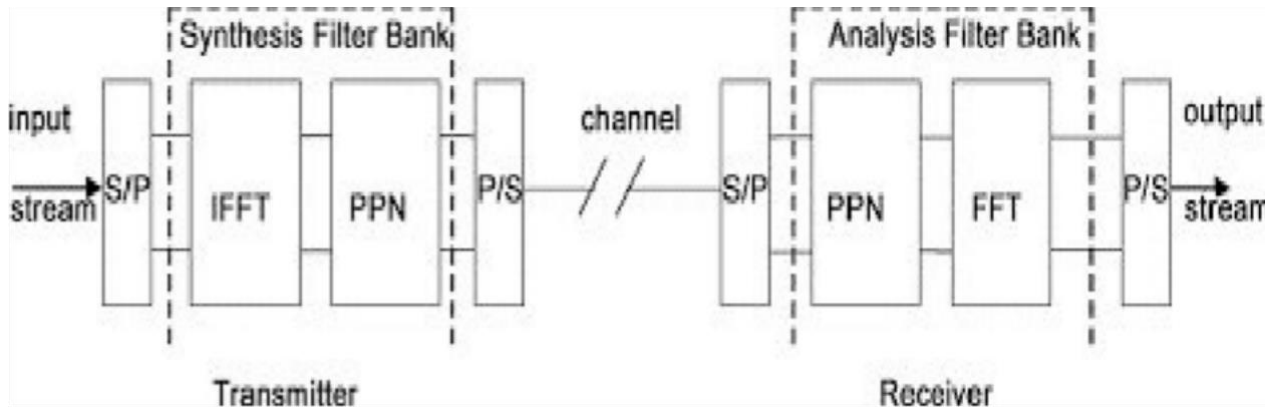 Synthesis Filter Bank
Analysis Filter Bank
input
channel
output
stream
S/P
IFFT
PPN
P/S
S/P
PPN
FFT
P/S
stream
Transmitter
Receiver